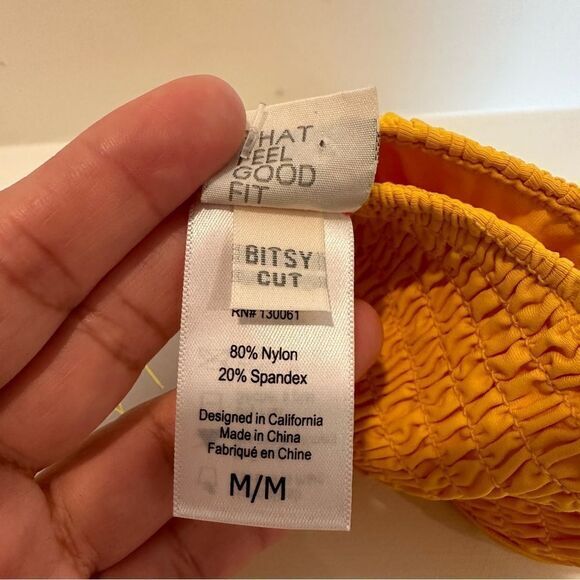 THAT
FEEL
GOOD
FIT
BITSY
CUT
RN# 130061
80% Nylon
20% Spandex
Designed in California
Made in China
Fabriqué en Chine
M/M